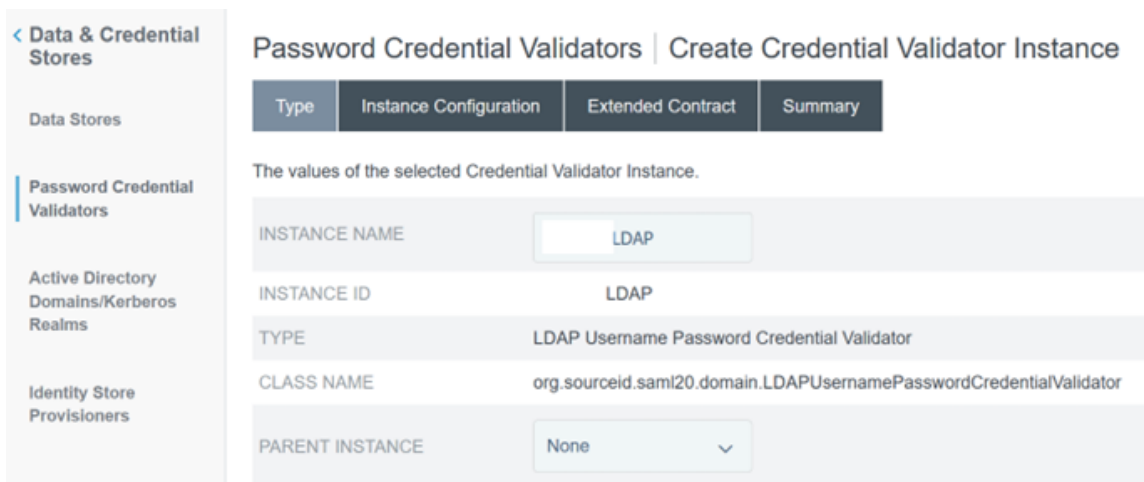 Data & Credential
Stores
Data Stores
Password Credential
Validators
Active Directory
Domains/Kerberos
Realms
Identity Store
Provisioners
Password Credential Validators | Create Credential Validator Instance
Type Instance Configuration Extended Contract Summary
The values of the selected Credential Validator Instance.
INSTANCE NAME LDAP
INSTANCE ID LDAP
TYPE LDAP Username Password Credential Validator
CLASS NAME org.sourceid.saml20.domain.LDAPUsernamePasswordCredentialValidator
PARENT INSTANCE None